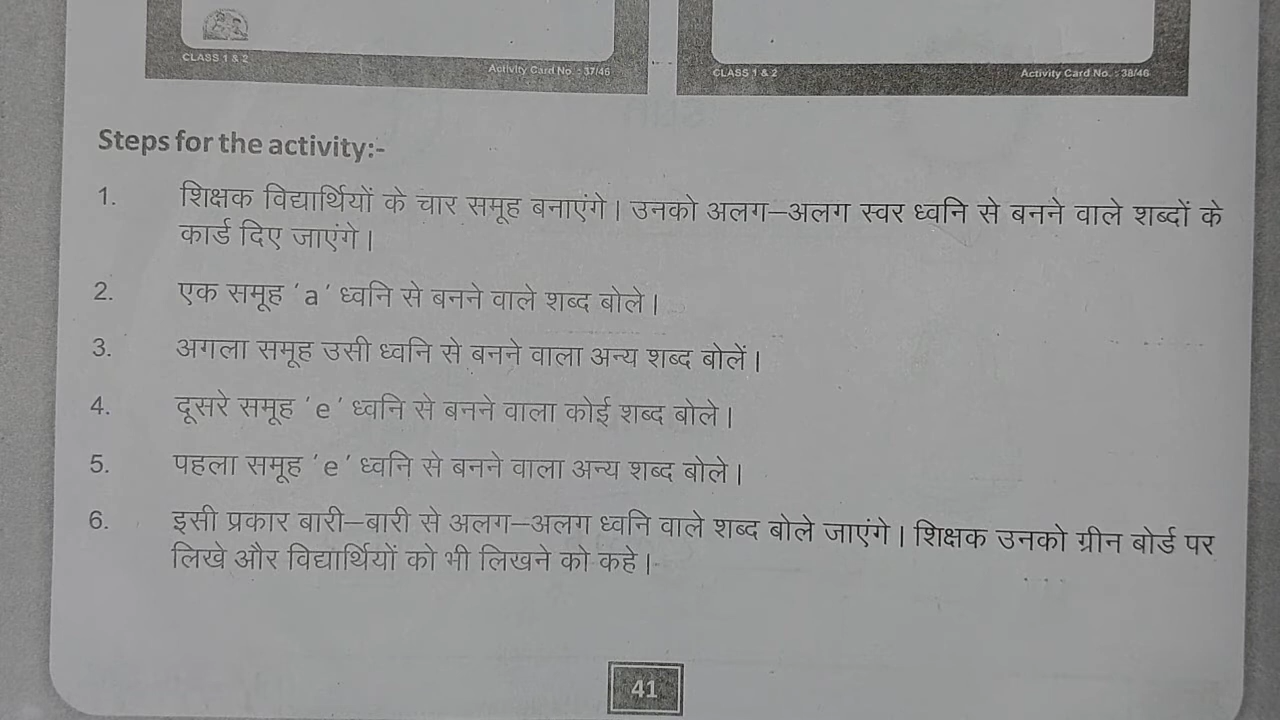 CLASS 1 & 2
Activity Card No. : 37/46
CLASS 1 & 2
Activity Card No. : 38/46
Steps for the activity:-
1. शिक्षक विद्यार्थियों के चार समूह बनाएंगे। उनको अलग–अलग स्वर ध्वनि से बनने वाले शब्दों के
कार्ड दिए जाएंगे।
2. एक समूह 'a' ध्वनि से बनने वाले शब्द बोले।
3. अगला समूह उसी ध्वनि से बनने वाला अन्य शब्द बोलें।
4. दूसरे समूह 'e' ध्वनि से बनने वाला कोई शब्द बोले।
5. पहला समूह 'e' ध्वनि से बनने वाला अन्य शब्द बोले।
6. इसी प्रकार बारी–बारी से अलग–अलग ध्वनि वाले शब्द बोले जाएंगे। शिक्षक उनको ग्रीन बोर्ड पर
लिखे और विद्यार्थियों को भी लिखने को कहे।
41